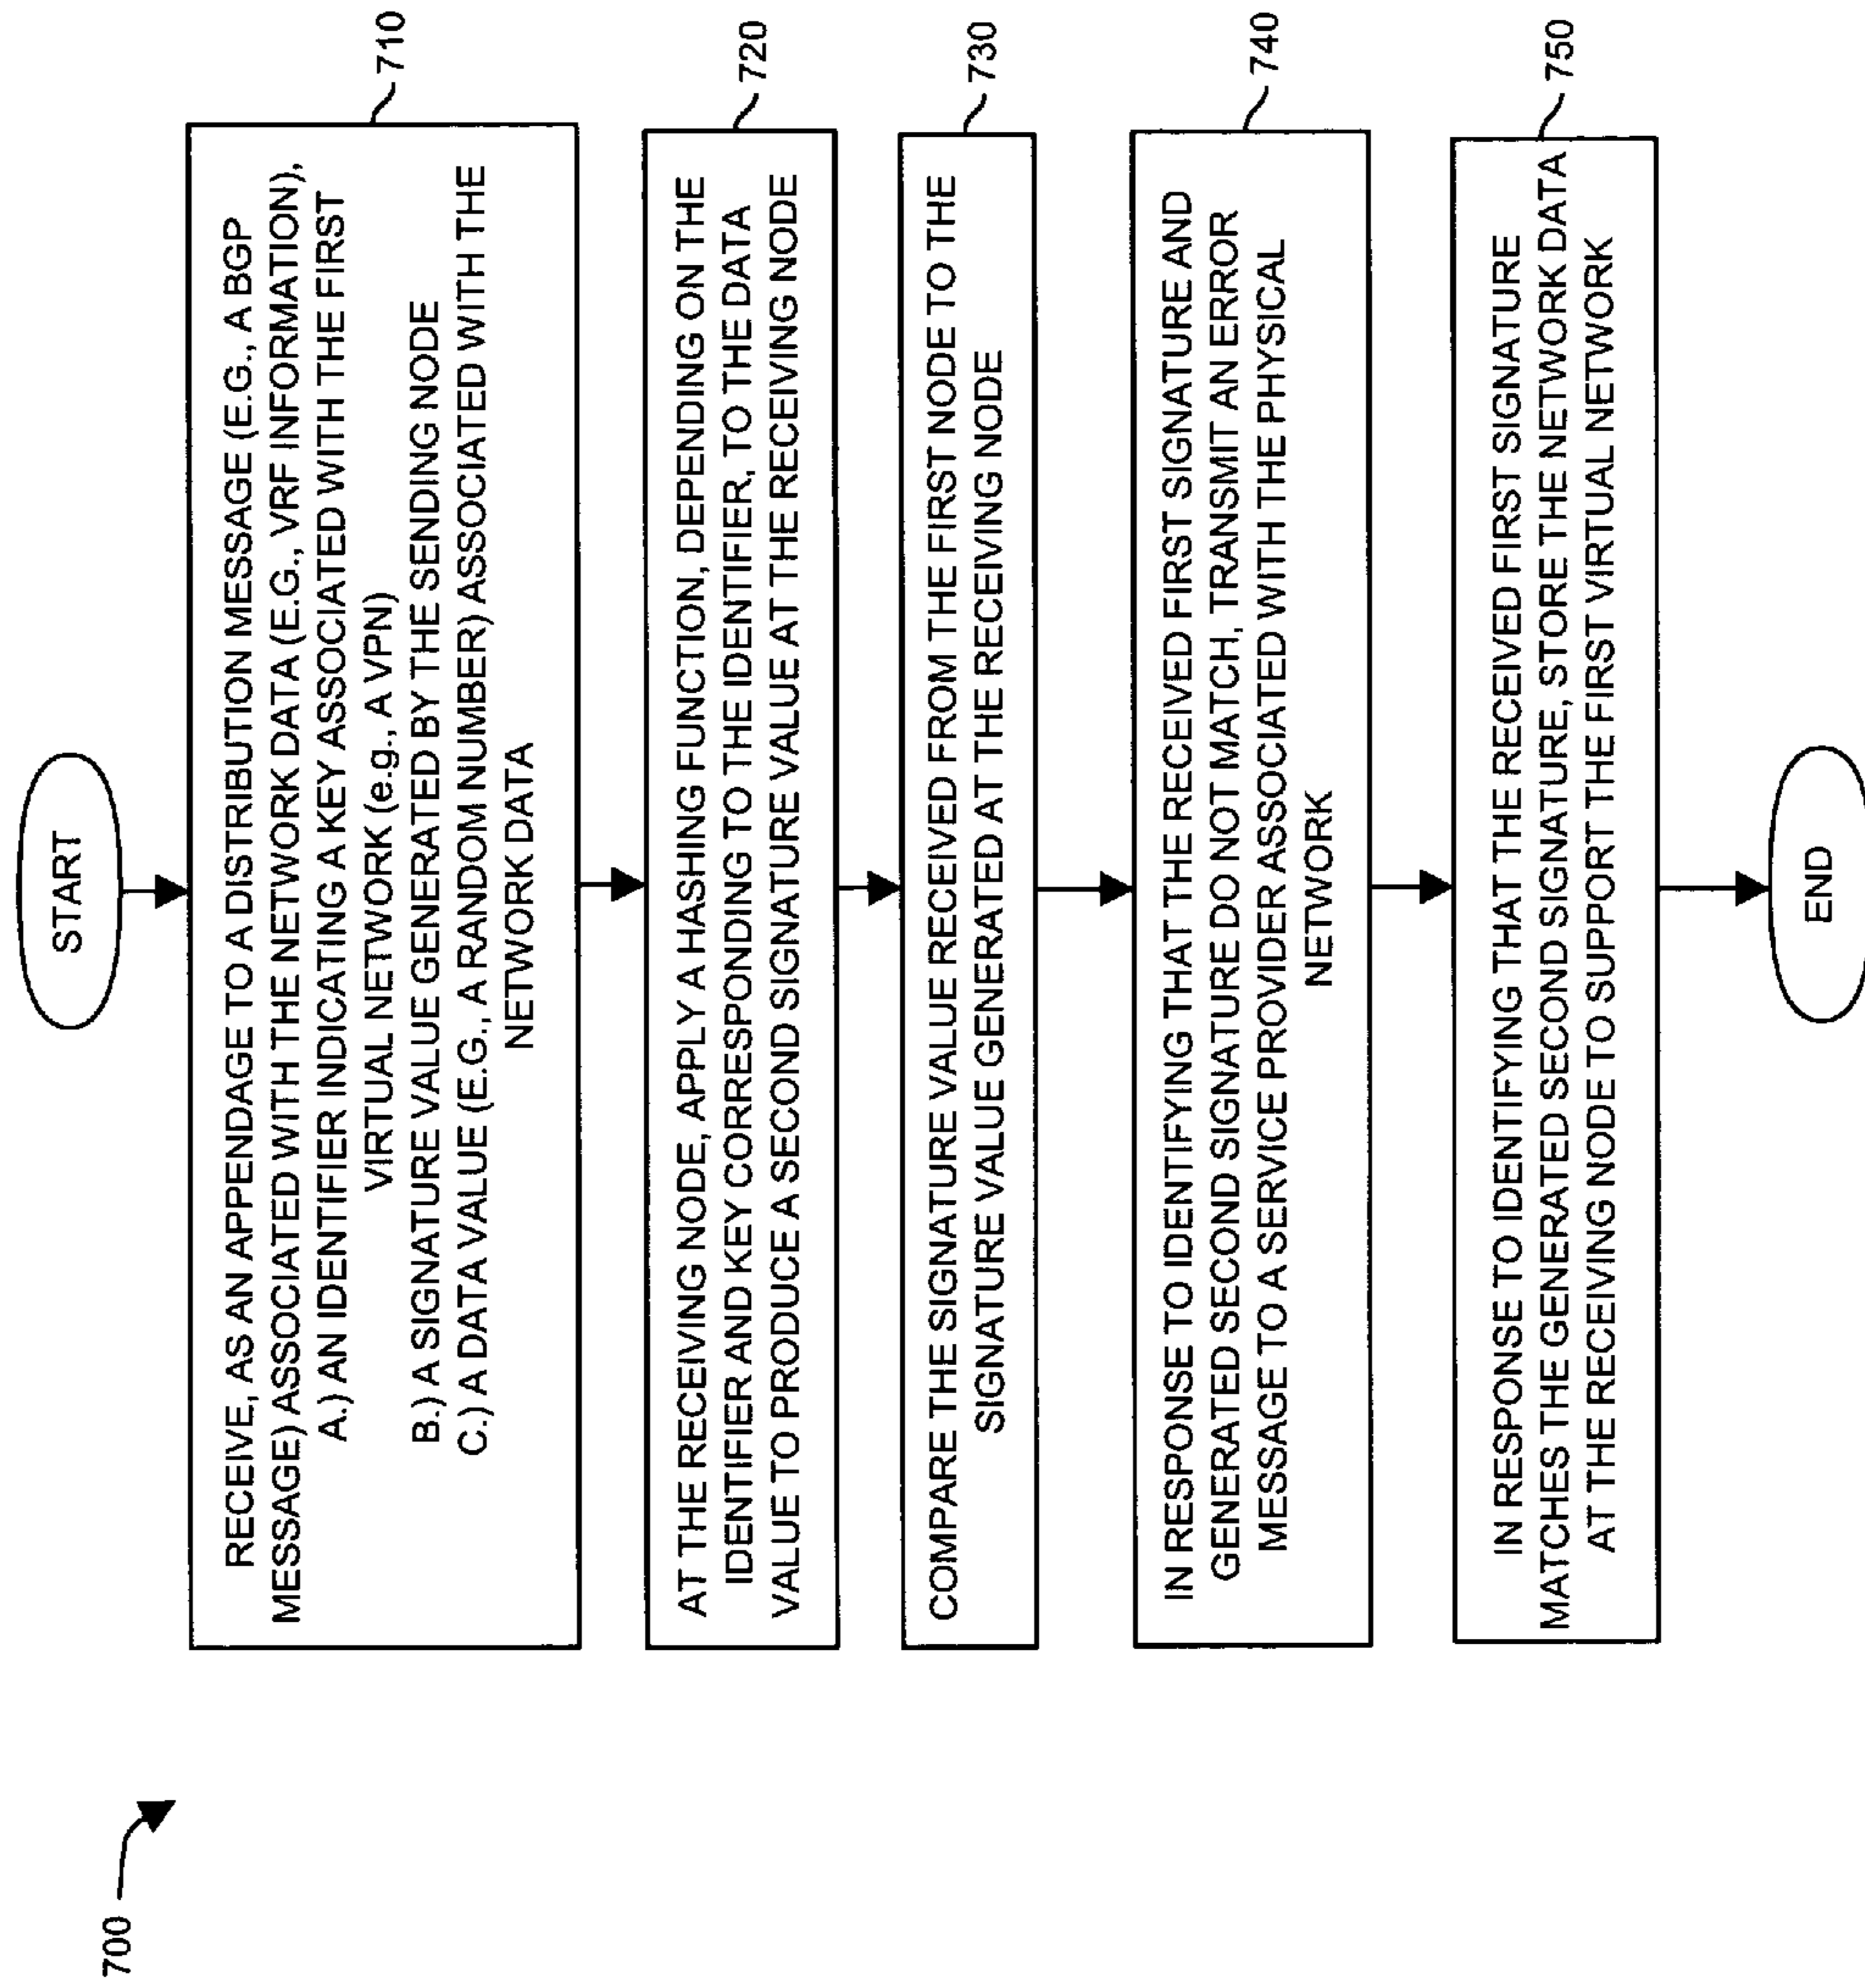 700
START
RECEIVE, AS AN APPENDAGE TO A DISTRIBUTION MESSAGE (E.G., A BGP
MESSAGE) ASSOCIATED WITH THE NETWORK DATA (E.G., VRF INFORMATION),
A.) AN IDENTIFIER INDICATING A KEY ASSOCIATED WITH THE FIRST
VIRTUAL NETWORK (e.g., A VPN)
B.) A SIGNATURE VALUE GENERATED BY THE SENDING NODE
C.) A DATA VALUE (E.G., A RANDOM NUMBER) ASSOCIATED WITH THE
NETWORK DATA
710
AT THE RECEIVING NODE, APPLY A HASHING FUNCTION, DEPENDING ON THE
IDENTIFIER AND KEY CORRESPONDING TO THE IDENTIFIER, TO THE DATA
VALUE TO PRODUCE A SECOND SIGNATURE VALUE AT THE RECEIVING NODE
720
COMPARE THE SIGNATURE VALUE RECEIVED FROM THE FIRST NODE TO THE
SIGNATURE VALUE GENERATED AT THE RECEIVING NODE
730
IN RESPONSE TO IDENTIFYING THAT THE RECEIVED FIRST SIGNATURE AND
GENERATED SECOND SIGNATURE DO NOT MATCH, TRANSMIT AN ERROR
MESSAGE TO A SERVICE PROVIDER ASSOCIATED WITH THE PHYSICAL
NETWORK
740
IN RESPONSE TO IDENTIFYING THAT THE RECEIVED FIRST SIGNATURE
MATCHES THE GENERATED SECOND SIGNATURE, STORE THE NETWORK DATA
AT THE RECEIVING NODE TO SUPPORT THE FIRST VIRTUAL NETWORK
750
END